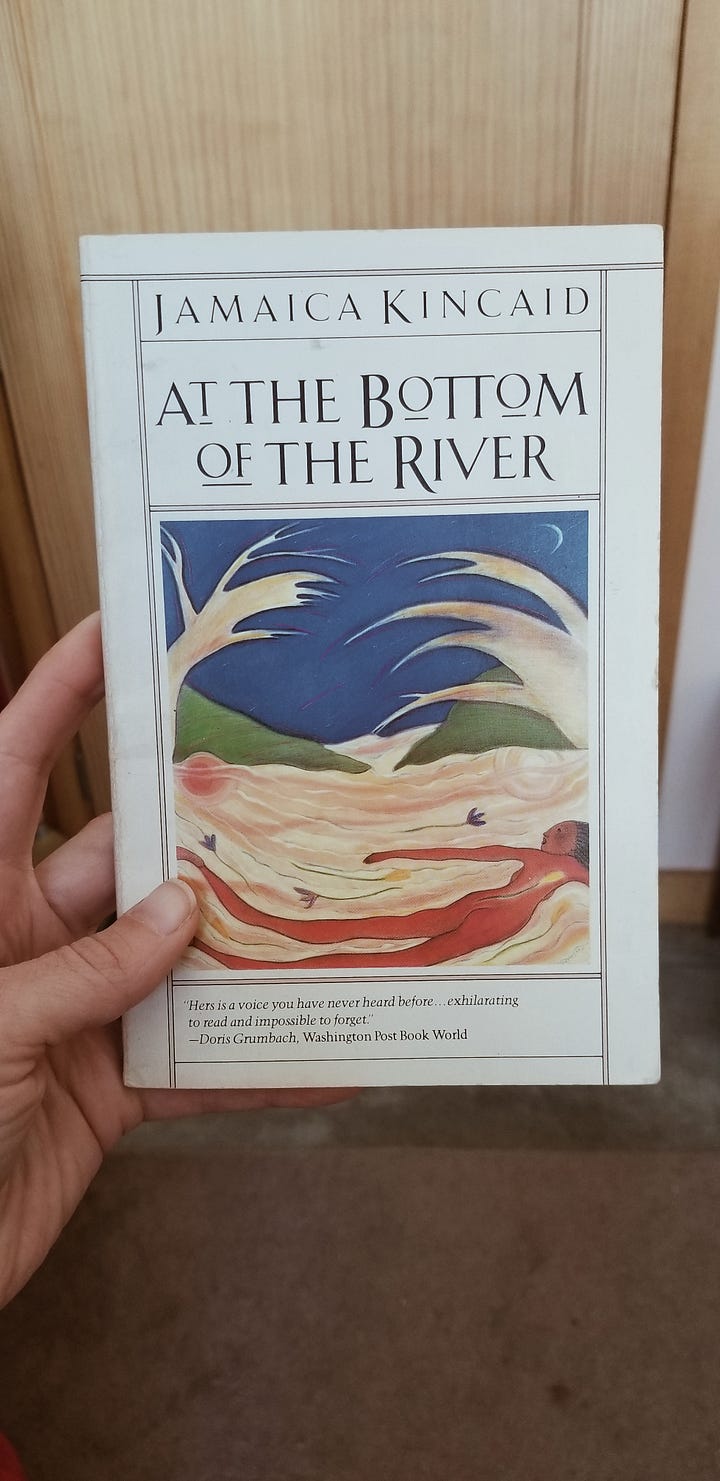 JAMAICA KINCAID
AT THE BOTTOM
OF THE RIVER
“Hers is a voice you have never heard before...exhilarating
to read and impossible to forget.”
—Doris Grumbach, Washington Post Book World